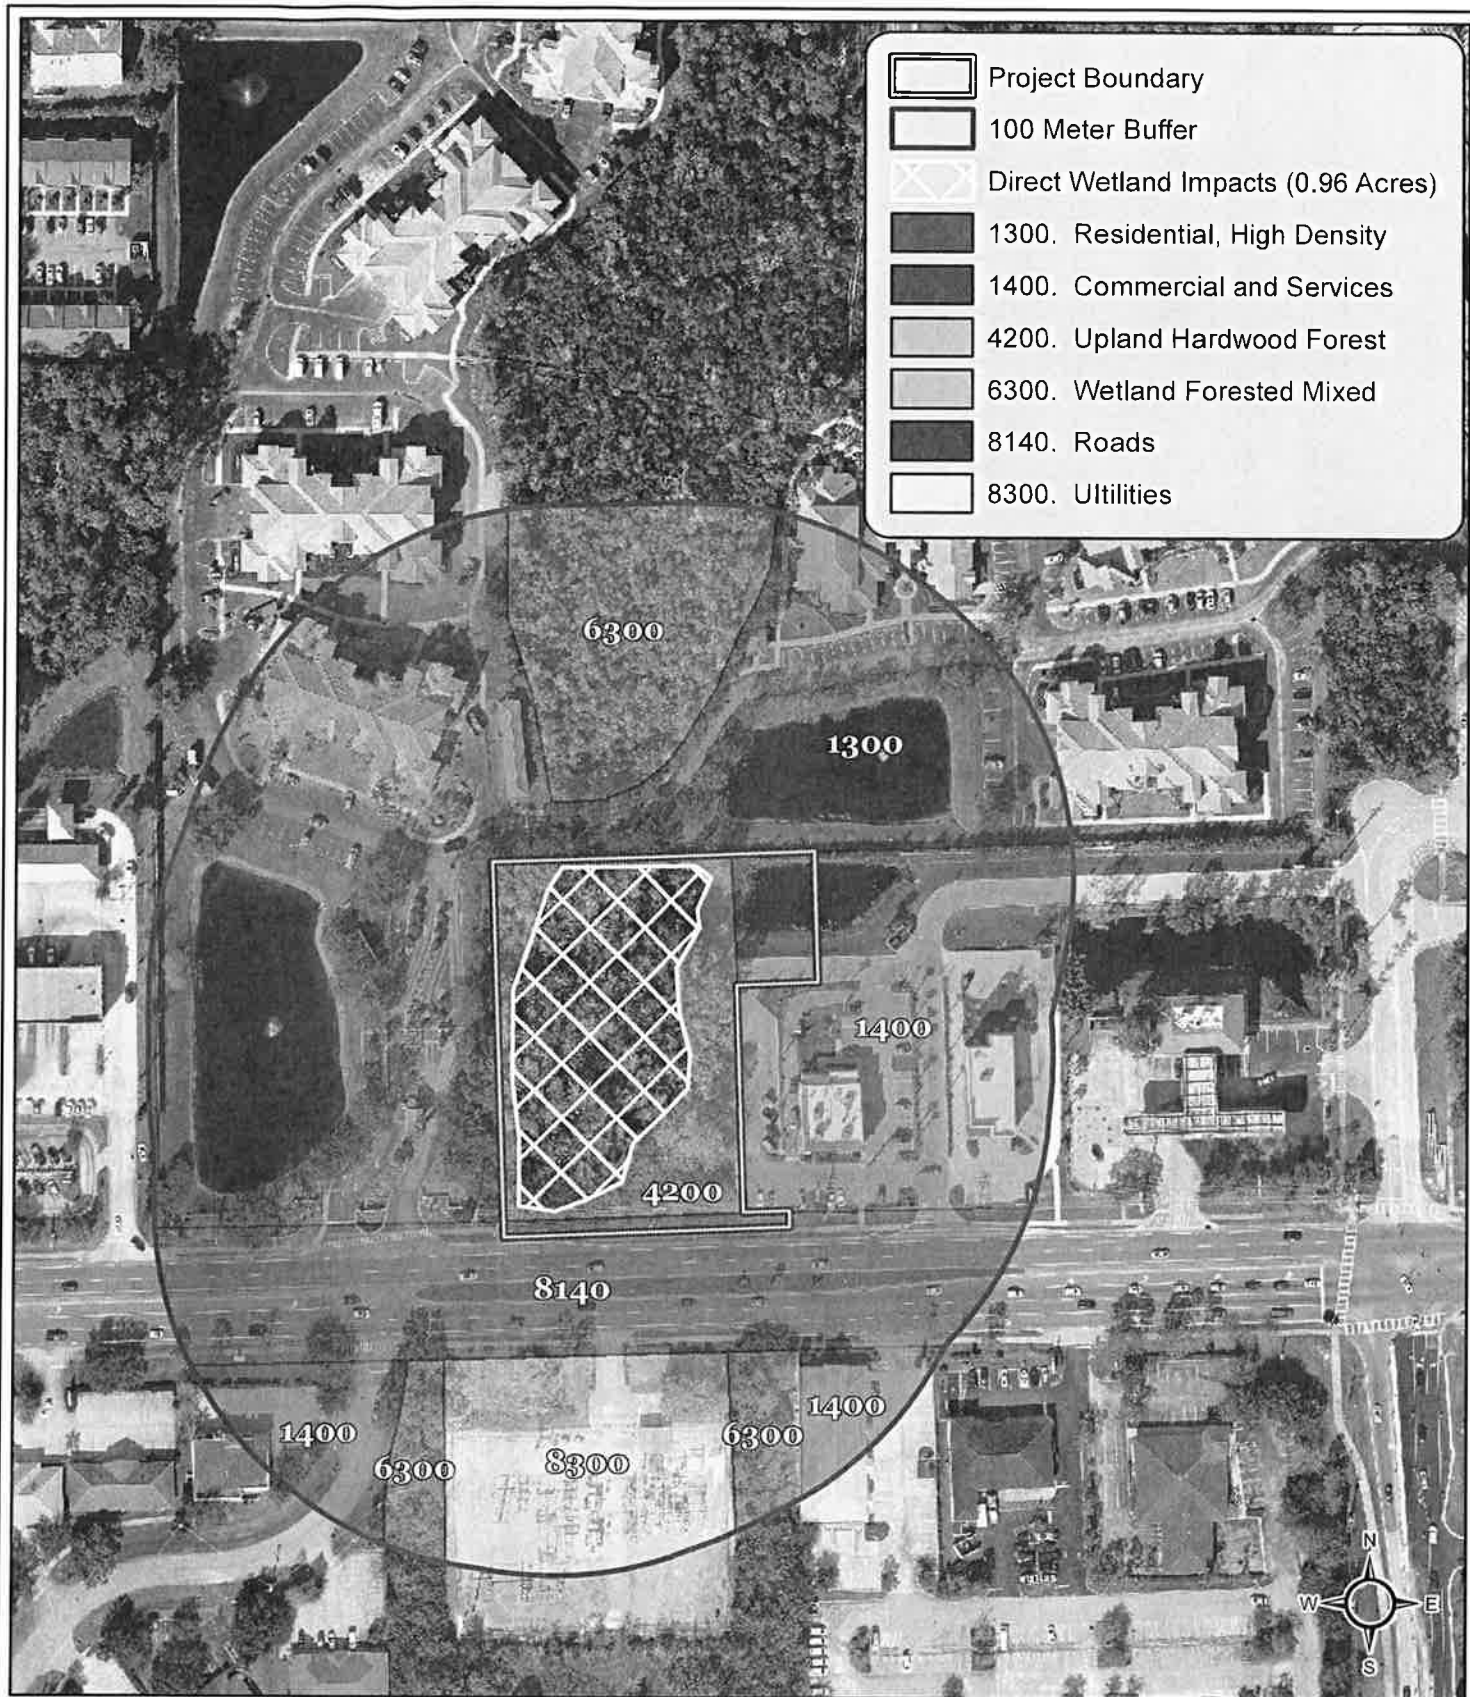 Project Boundary
100 Meter Buffer
Direct Wetland Impacts (0.96 Acres)
1300. Residential, High Density
1400. Commercial and Services
4200. Upland Hardwood Forest
6300. Wetland Forested Mixed
8140. Roads
8300. Ultilities
6300
1300
1400
4200
8140
1400
6300
8300
6300
1400
N
W E
S